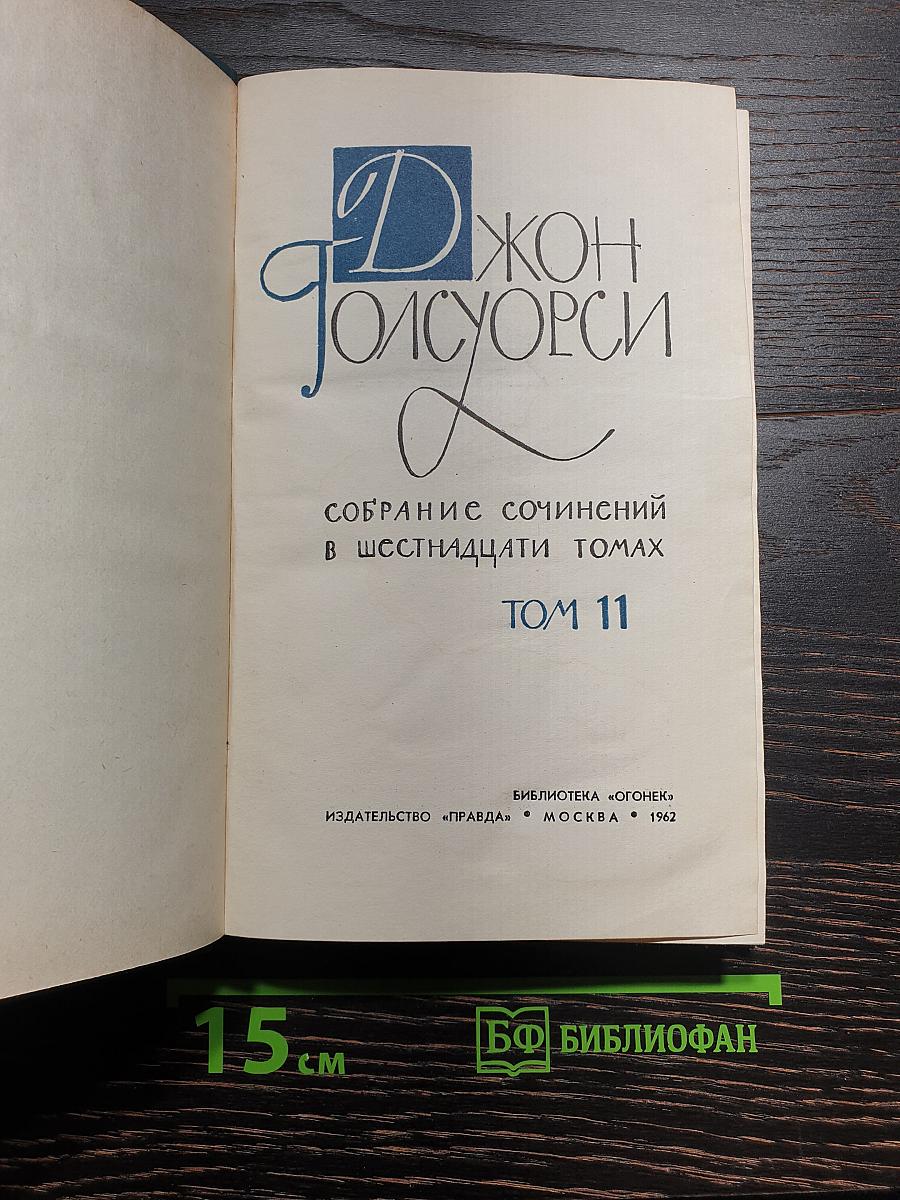 Джон
Голсуорси
СОБРАНИЕ СОЧИНЕНИЙ
В ШЕСТНАДЦАТИ ТОМАХ
ТОМ 11
БИБЛИОТЕКА «ОГОНЕК»
ИЗДАТЕЛЬСТВО «ПРАВДА» • МОСКВА • 1962
15 см
БФ БИБЛИОФАН